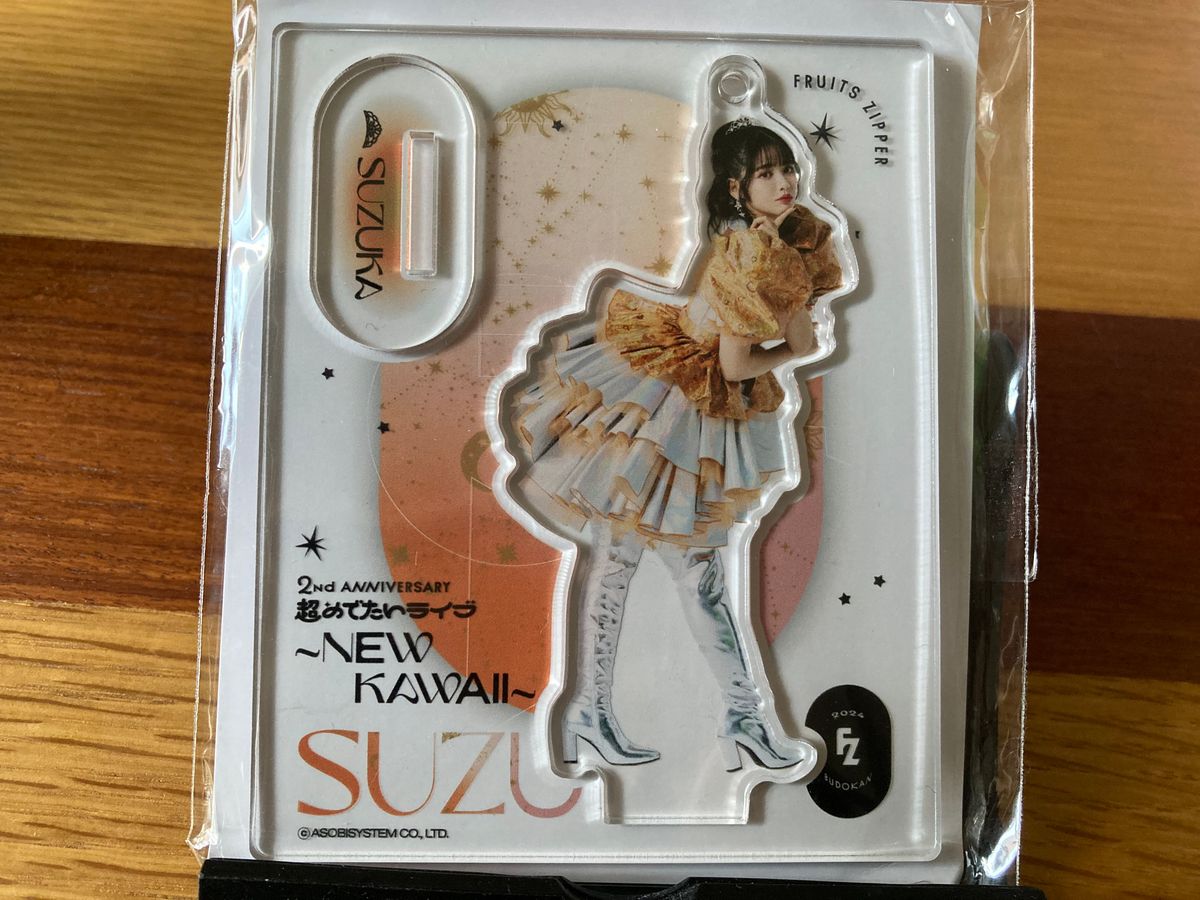 FRUITS ZIPPER
SUZUKA
2ND ANNIVERSARY
超めでたいライブ
~NEW
KAWAII~
SUZU
©ASOBISYSTEM CO., LTD.
2024
FZ
BUDOKAN